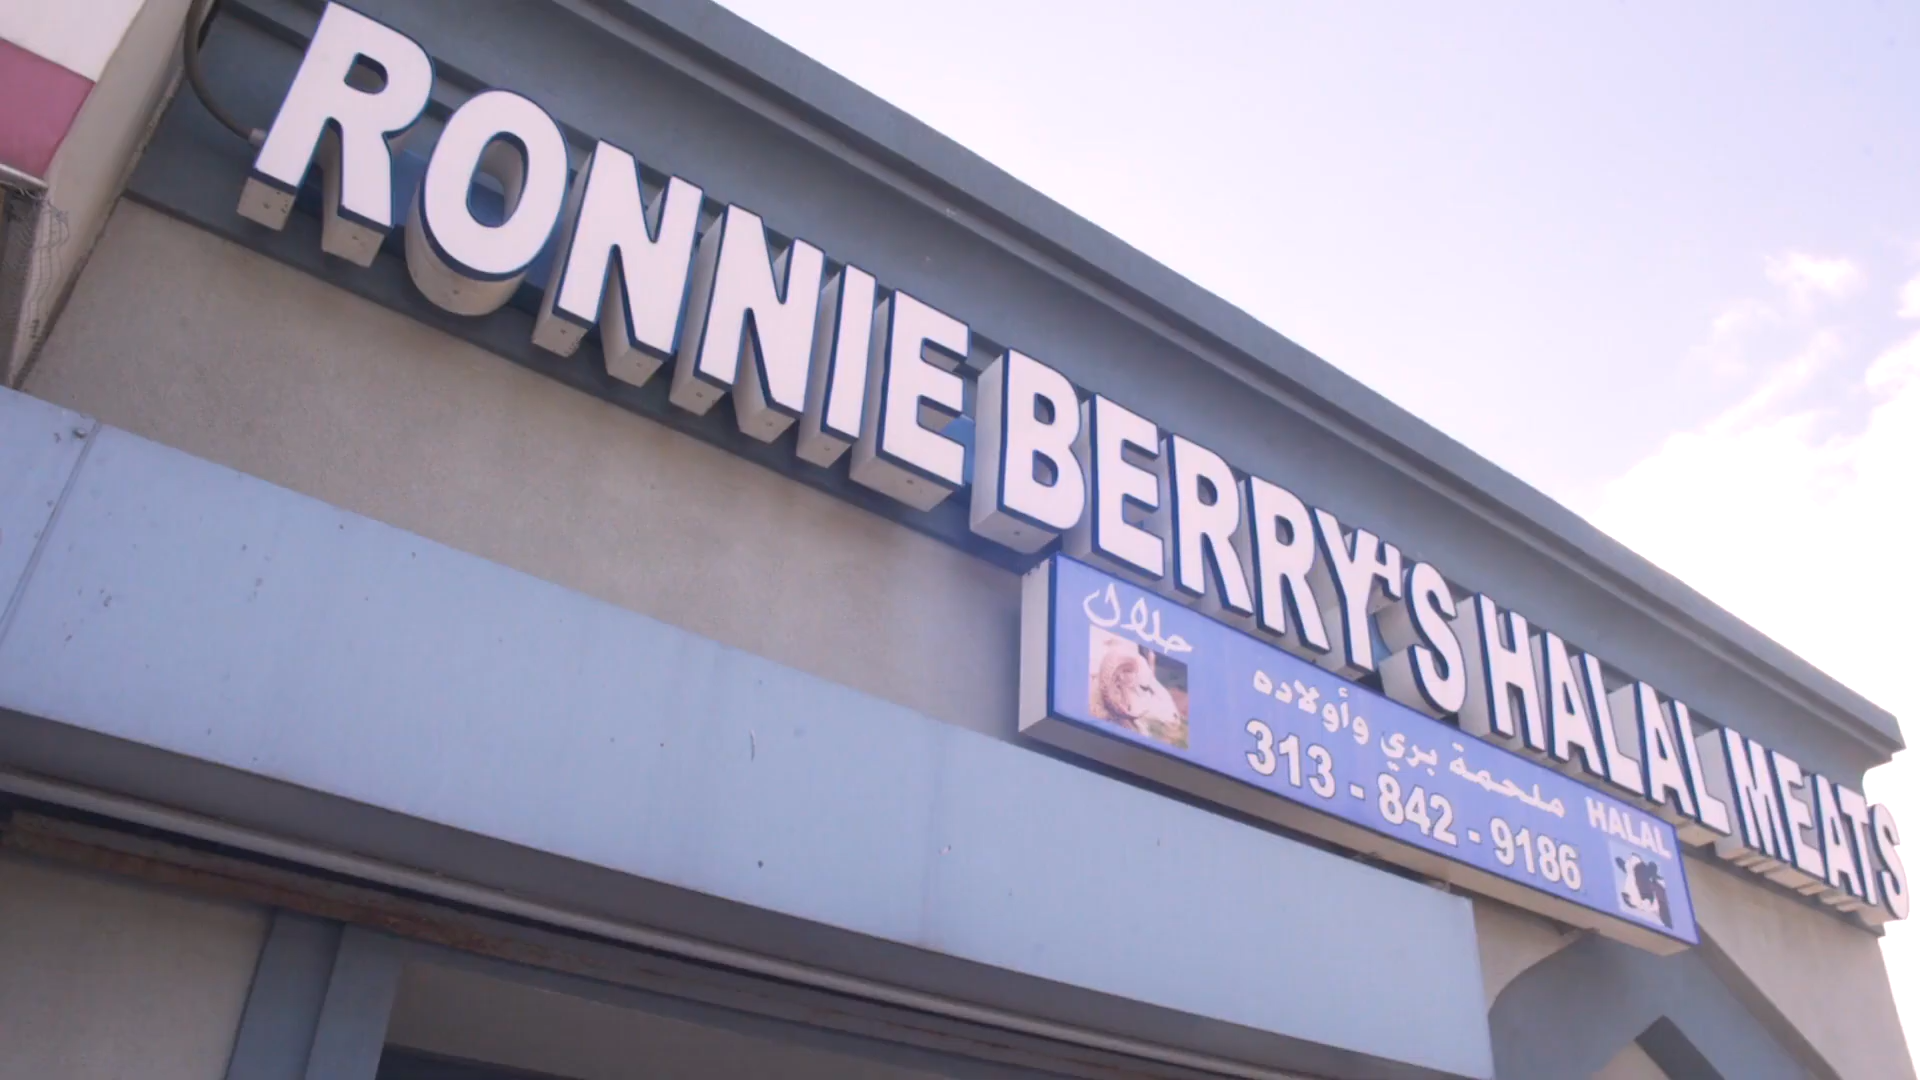 RONNIE BERRY'S HALAL MEATS
حلال
ملحمة بري وأولاده
HALAL
313 - 842 - 9186